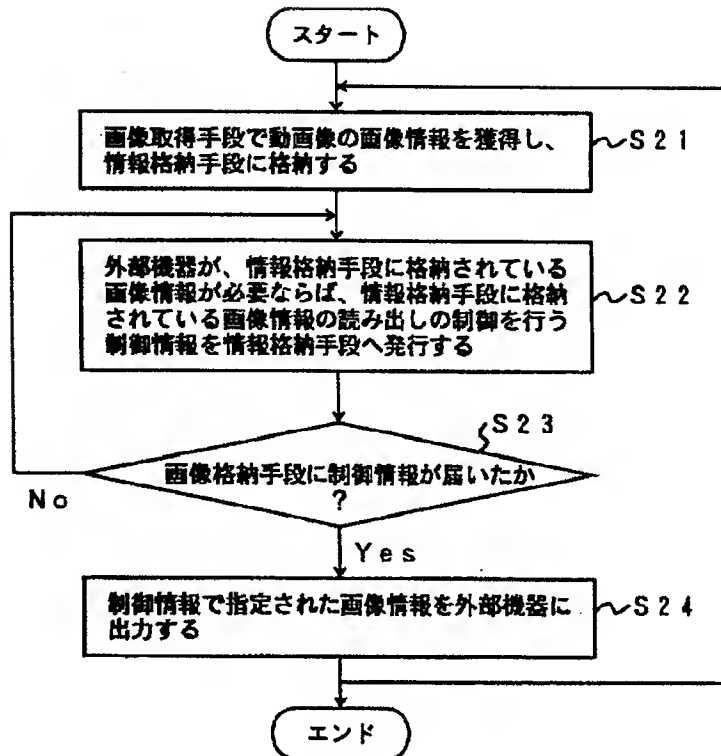 スタート
画像取得手段で動画像の画像情報を獲得し、
情報格納手段に格納する
S21
外部機器が、情報格納手段に格納されている
画像情報が必要ならば、情報格納手段に格納
されている画像情報の読み出しの制御を行う
制御情報を情報格納手段へ発行する
S22
S23
画像格納手段に制御情報が届いたか
?
No
Yes
制御情報で指定された画像情報を外部機器に
出力する
S24
エンド